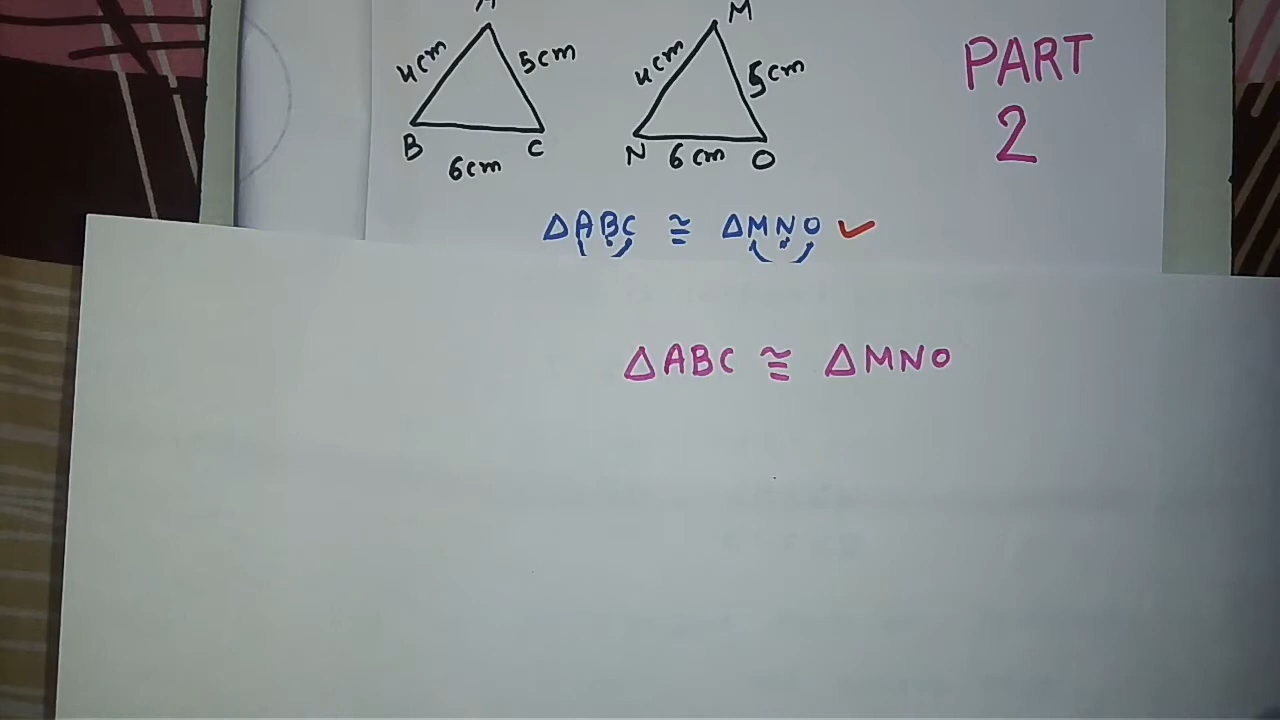 M
PART
4cm 5cm 4cm 5cm
2
B C N O
6cm 6cm
△ABC ≅ △MNO ✓
△ABC ≅ △MNO